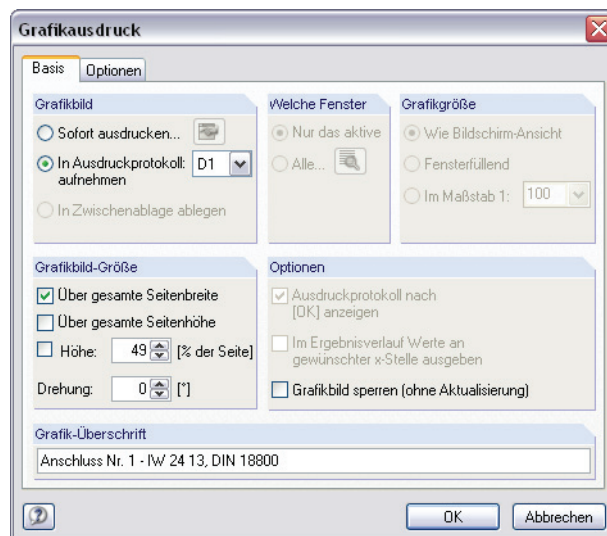 Grafikausdruck
Basis
Optionen
Grafikbild
Sofort ausdrucken...
In Ausdruckprotokoll: D1
aufnehmen
In Zwischenablage ablegen
Welche Fenster
Nur das aktive
Alle...
Grafikgröße
Wie Bildschirm-Ansicht
Fensterfüllend
Im Maßstab 1: 100
Grafikbild-Größe
Über gesamte Seitenbreite
Über gesamte Seitenhöhe
Höhe: 49 [% der Seite]
Drehung: 0 [°]
Optionen
Ausdruckprotokoll nach
[OK] anzeigen
Im Ergebnisverlauf Werte an
gewünschter x-Stelle ausgeben
Grafikbild sperren (ohne Aktualisierung)
Grafik-Überschrift
Anschluss Nr. 1 - IW 24 13, DIN 18800
OK
Abbrechen